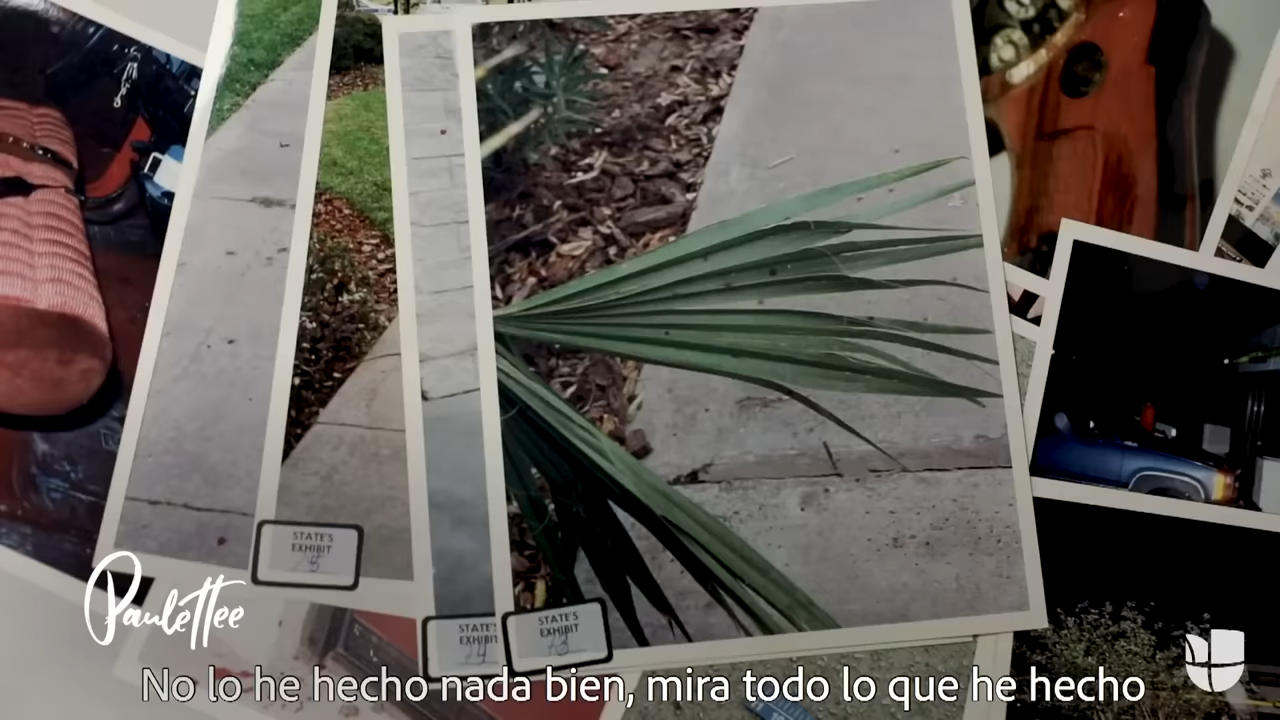 STATE'S
EXHIBIT
STATE'S
EXHIBIT
STATE'S
EXHIBIT
Paulettee
No lo he hecho nada bien, mira todo lo que he hecho